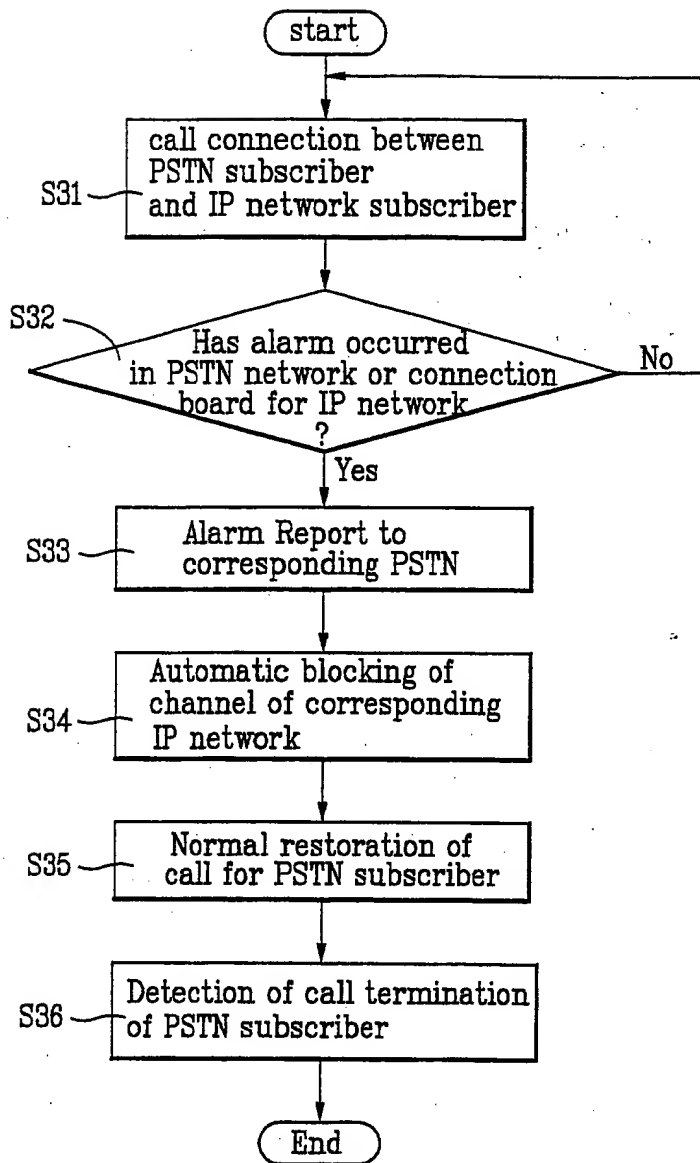 start
call connection between
PSTN subscriber
and IP network subscriber
S31
S32
Has alarm occurred
in PSTN network or connection
board for IP network
?
No
Yes
S33
Alarm Report to
corresponding PSTN
Automatic blocking of
channel of corresponding
IP network
S34
Normal restoration of
call for PSTN subscriber
S35
Detection of call termination
of PSTN subscriber
S36
End